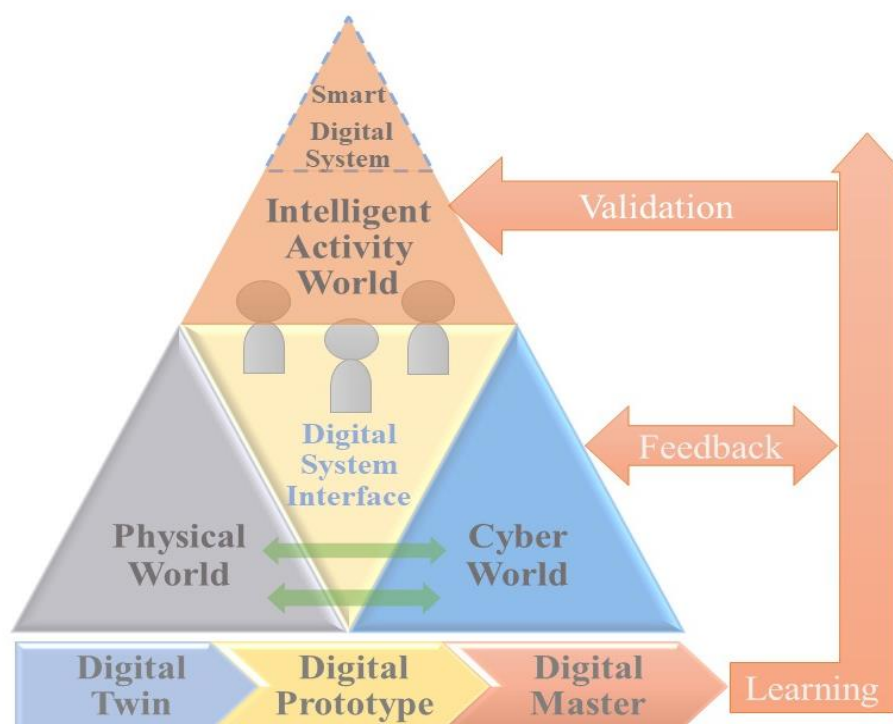 Smart
Digital
System
Intelligent
Activity
World
Validation
Digital
System
Interface
Feedback
Physical
World
Cyber
World
Digital
Twin
Digital
Prototype
Digital
Master
Learning